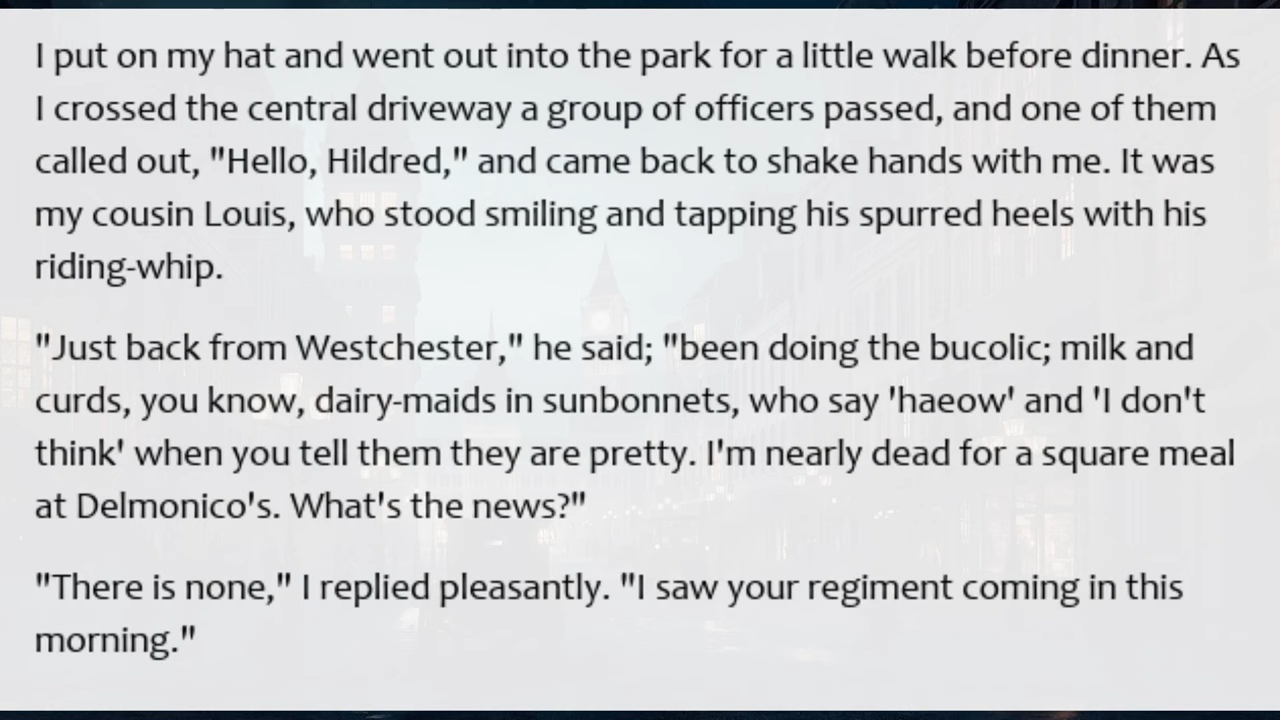 I put on my hat and went out into the park for a little walk before dinner. As
I crossed the central driveway a group of officers passed, and one of them
called out, "Hello, Hildred," and came back to shake hands with me. It was
my cousin Louis, who stood smiling and tapping his spurred heels with his
riding-whip.
"Just back from Westchester," he said; "been doing the bucolic; milk and
curds, you know, dairy-maids in sunbonnets, who say 'haeow' and 'I don't
think' when you tell them they are pretty. I'm nearly dead for a square meal
at Delmonico's. What's the news?"
"There is none," I replied pleasantly. "I saw your regiment coming in this
morning."